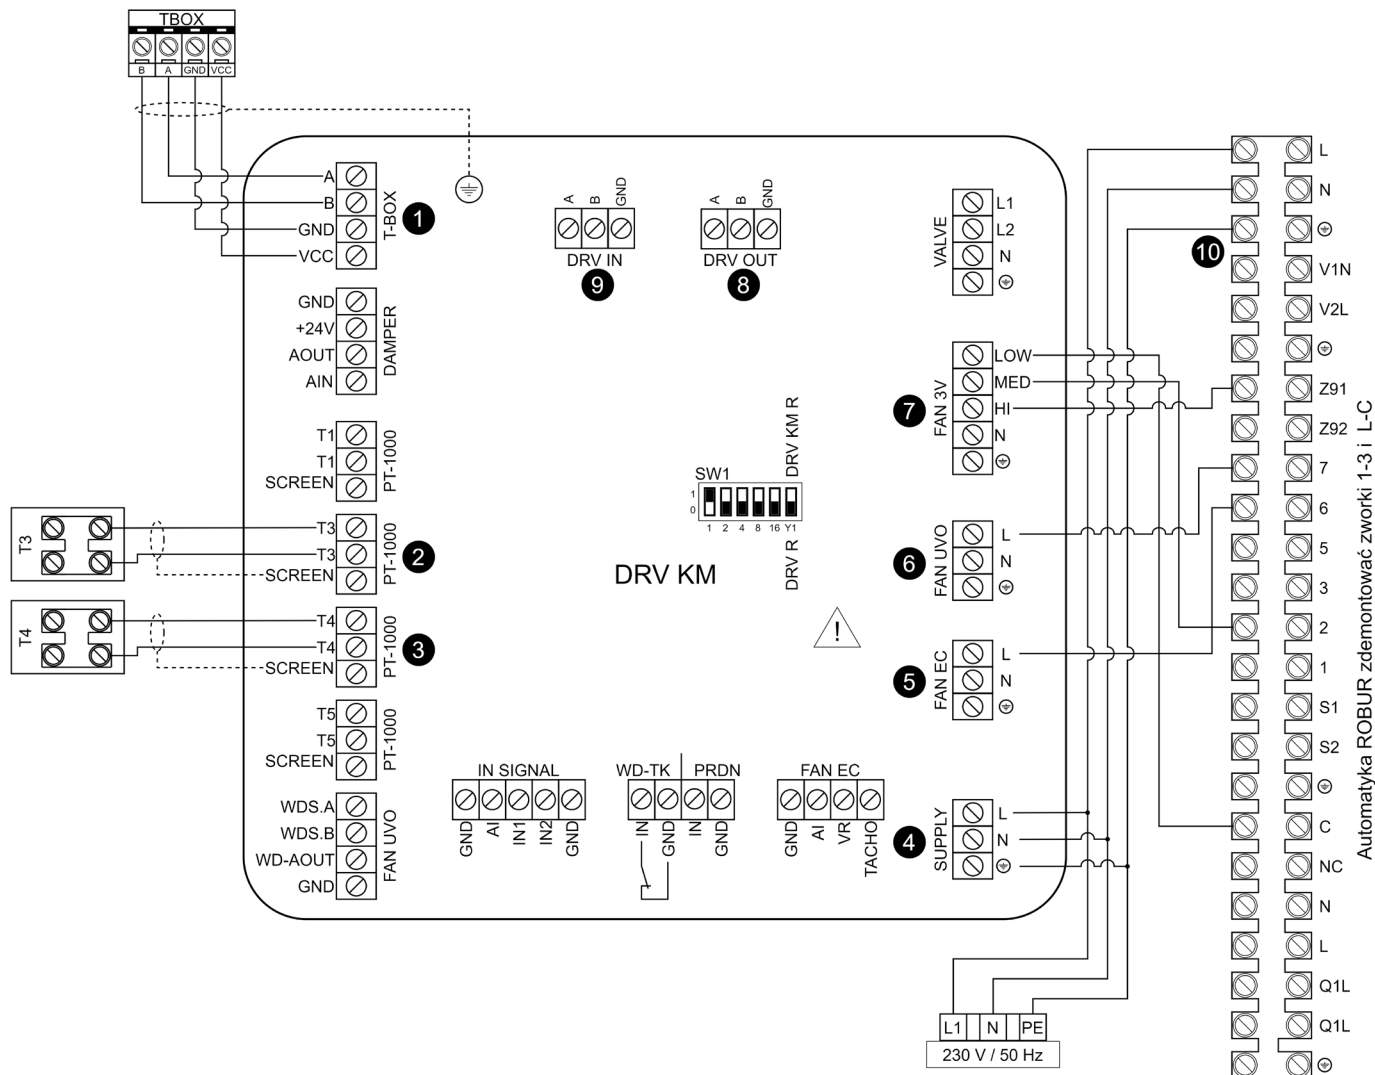 TBOX
B A GND VCC
A
B
GND
VCC
T-BOX
1
GND
+24V
AOUT
AIN
DAMPER
T1
T1
SCREEN
PT-1000
T3
T3
T3
SCREEN
PT-1000
2
T4
T4
T4
SCREEN
PT-1000
3
T5
T5
SCREEN
PT-1000
WDS.A
WDS.B
WD-AOUT
GND
FAN UVO
A B GND
DRV IN
9
A B GND
DRV OUT
8
SW1
1
0
1 2 4 8 16 Y1
DRV KM R
DRV R
DRV KM
!
IN SIGNAL
GND AI IN1 IN2 GND
WD-TK PRDN
IN GND IN GND
FAN EC
GND AI VR TACHO
VALVE
L1
L2
N
7
FAN 3V
LOW
MED
HI
N
6
FAN UVO
L
N
5
FAN EC
L
N
4
SUPPLY
L
N
L1 N PE
230 V / 50 Hz
10
L
N
V1N
V2L
Z91
Z92
7
6
5
3
2
1
S1
S2
C
NC
N
L
Q1L
Q1L
Automatyka ROBUR zdemontować zworki 1-3 i L-C